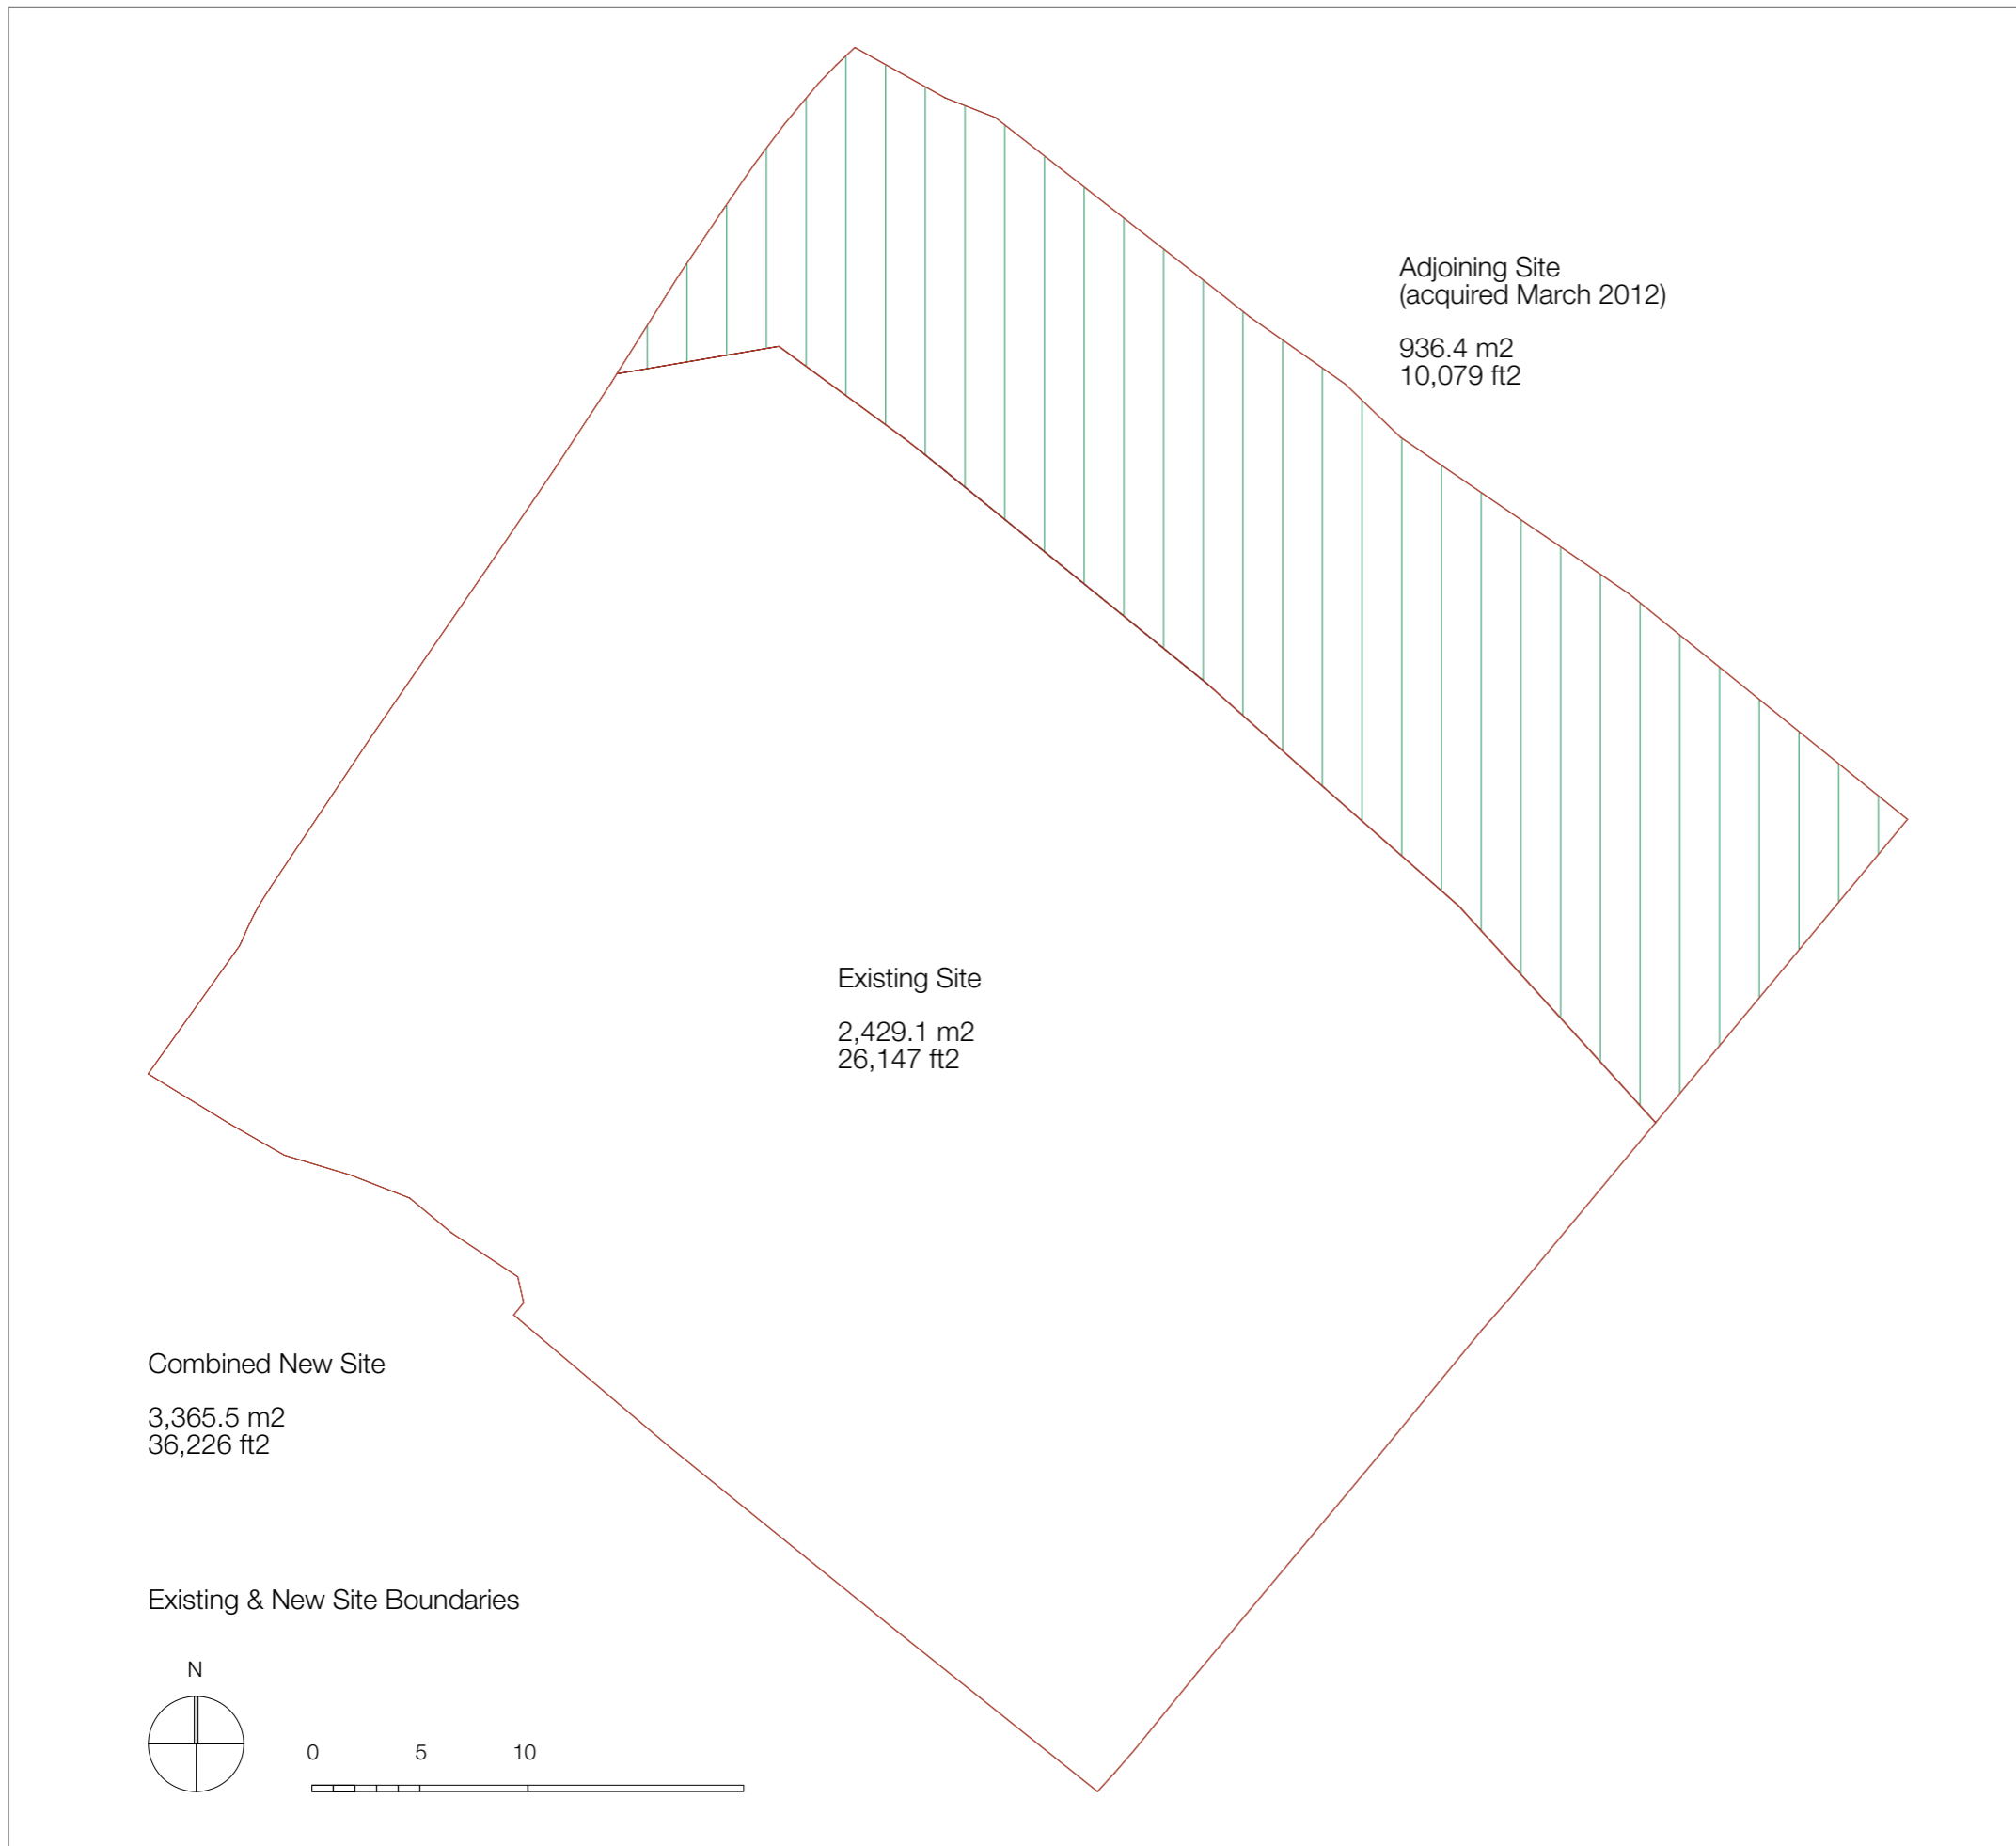 Adjoining Site
(acquired March 2012)
936.4 m2
10,079 ft2
Existing Site
2,429.1 m2
26,147 ft2
Combined New Site
3,365.5 m2
36,226 ft2
Existing & New Site Boundaries
N
0 5 10